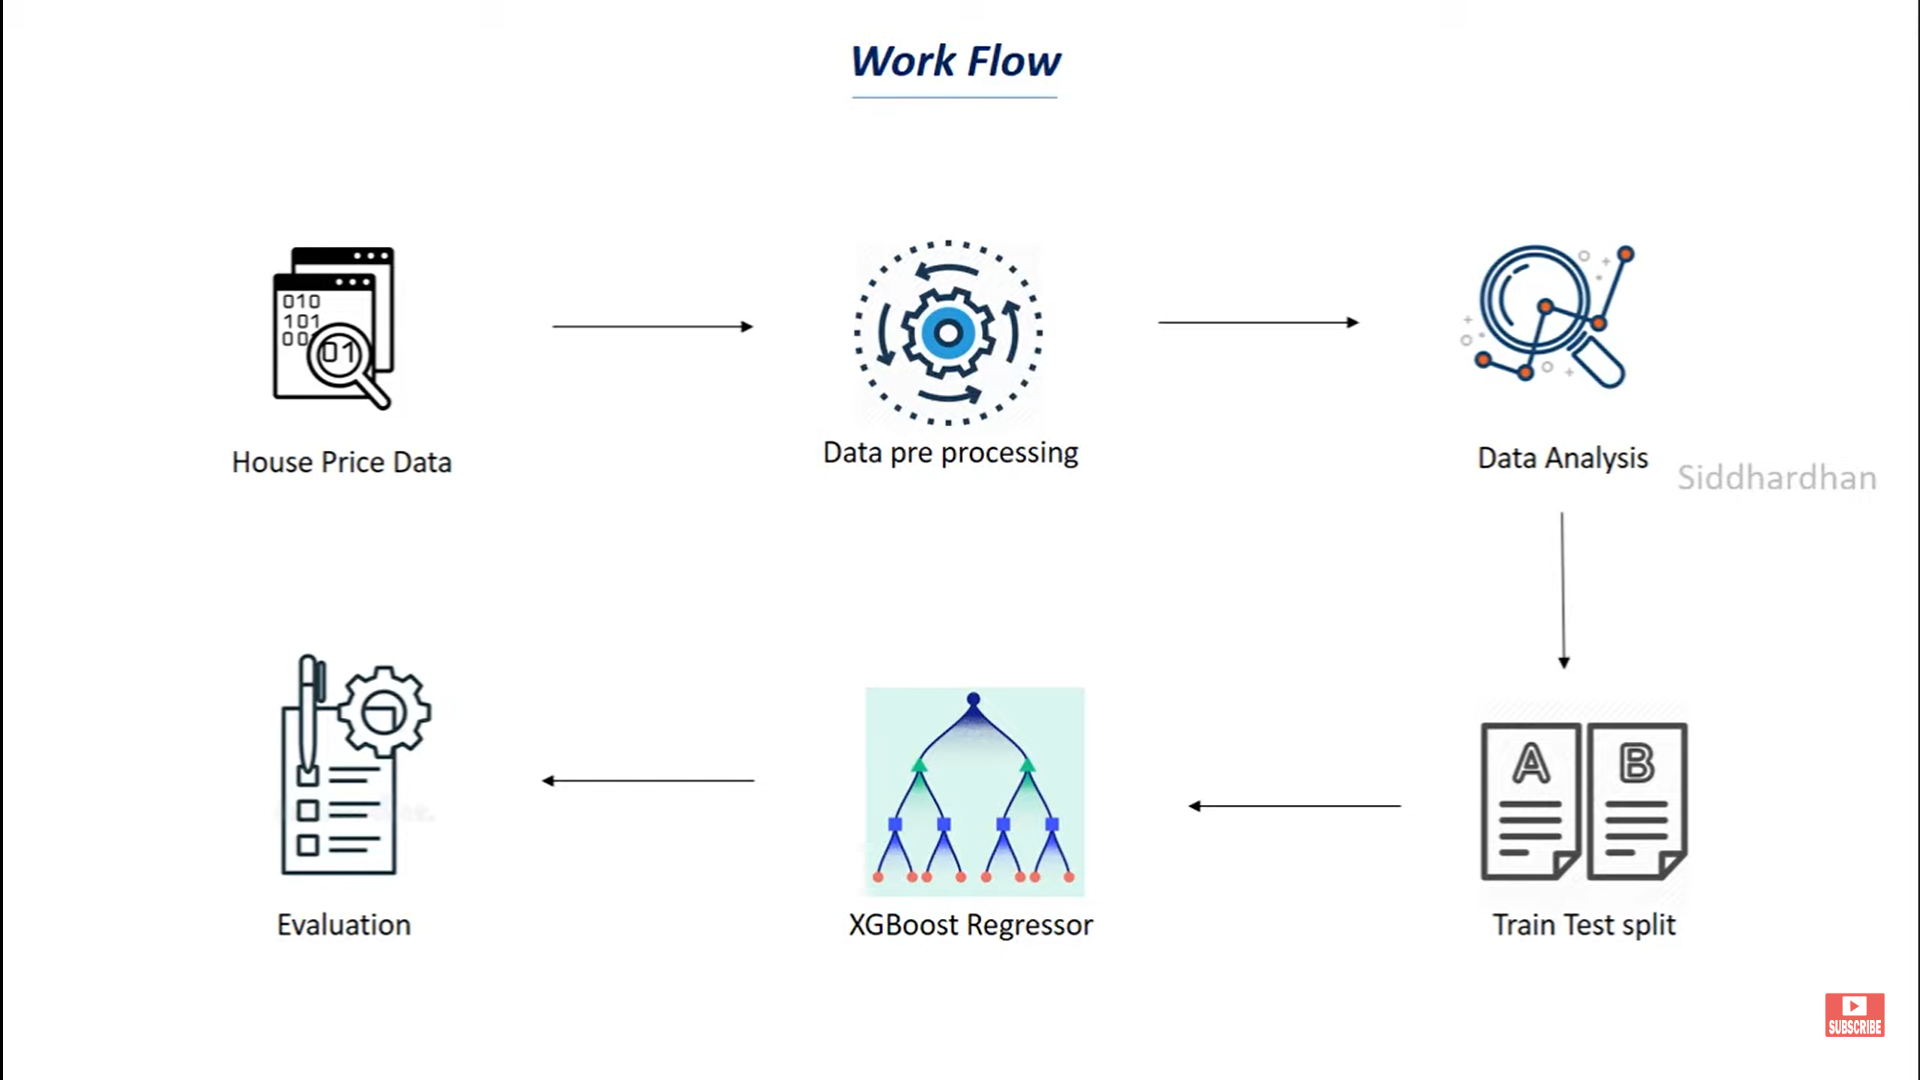 Work Flow
010
101
00
01
House Price Data
Data pre processing
Data Analysis
Siddhardhan
Evaluation
XGBoost Regressor
A B
Train Test split
SUBSCRIBE